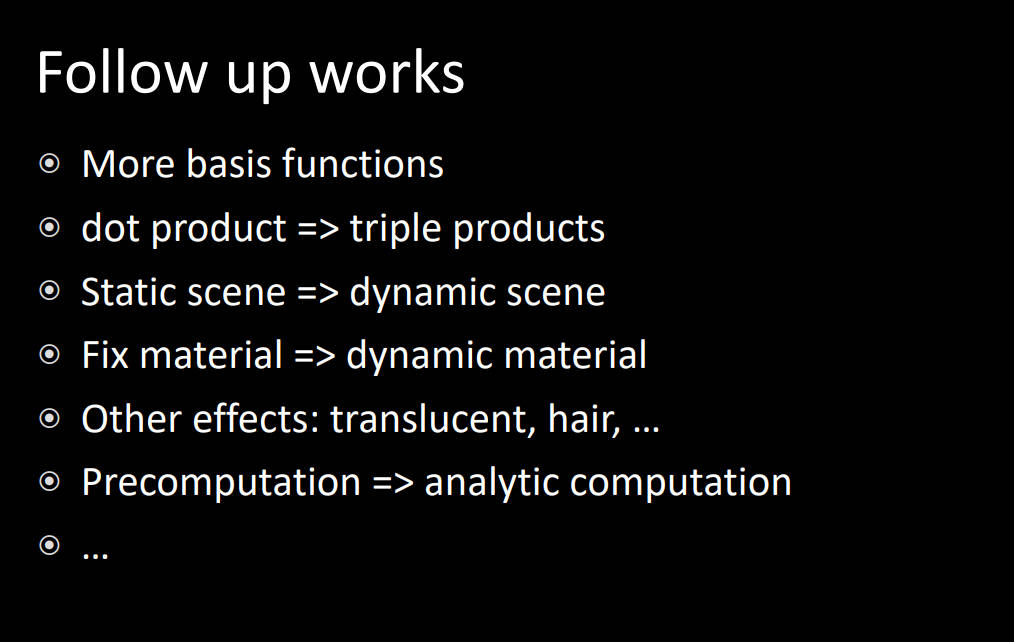 Follow up works
More basis functions
dot product => triple products
Static scene => dynamic scene
Fix material => dynamic material
Other effects: translucent, hair, …
Precomputation => analytic computation
…